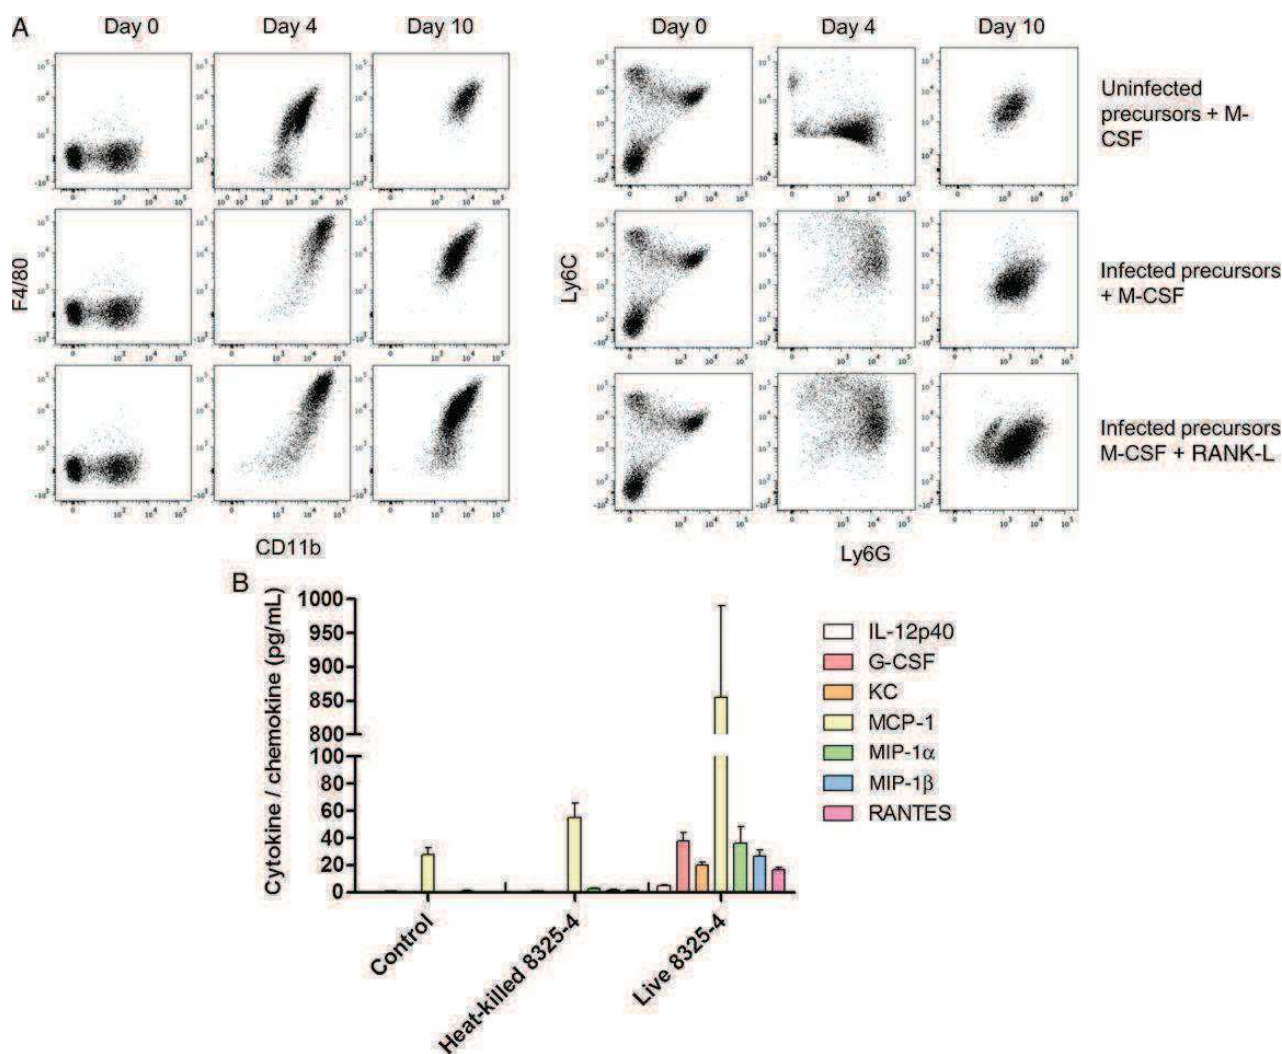 A
Day 0 Day 4 Day 10 Day 0 Day 4 Day 10
Uninfected
precursors + M-
CSF
Infected precursors
+ M-CSF
Infected precursors
M-CSF + RANK-L
F4/80
CD11b
Ly6C
Ly6G
B
Cytokine / chemokine (pg/mL)
1000
950
900
850
800
100
80
60
40
20
0
Control
Heat-killed 8325-4
Live 8325-4
IL-12p40
G-CSF
KC
MCP-1
MIP-1α
MIP-1β
RANTES